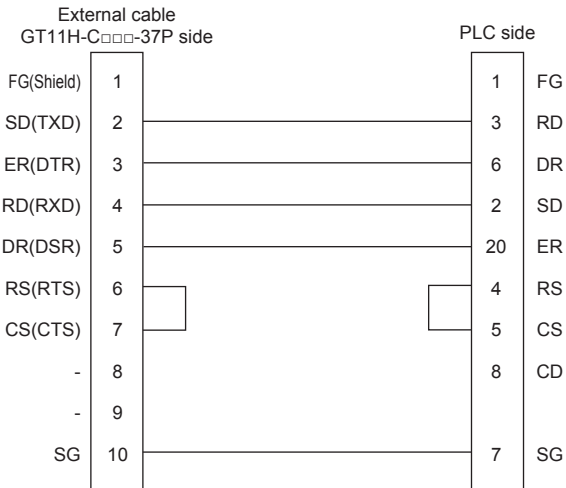 External cable
GT11H-C□□□-37P side
PLC side
FG(Shield) 1 1 FG
SD(TXD) 2 3 RD
ER(DTR) 3 6 DR
RD(RXD) 4 2 SD
DR(DSR) 5 20 ER
RS(RTS) 6 4 RS
CS(CTS) 7 5 CS
- 8 8 CD
- 9
SG 10 7 SG